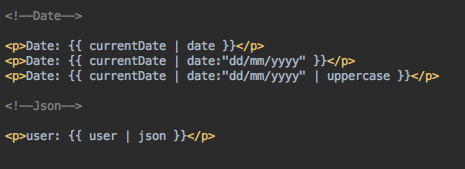 <!--Date-->
<p>Date: {{ currentDate | date }}</p>
<p>Date: {{ currentDate | date:"dd/mm/yyyy" }}</p>
<p>Date: {{ currentDate | date:"dd/mm/yyyy" | uppercase }}</p>
<!--Json-->
<p>user: {{ user | json }}</p>